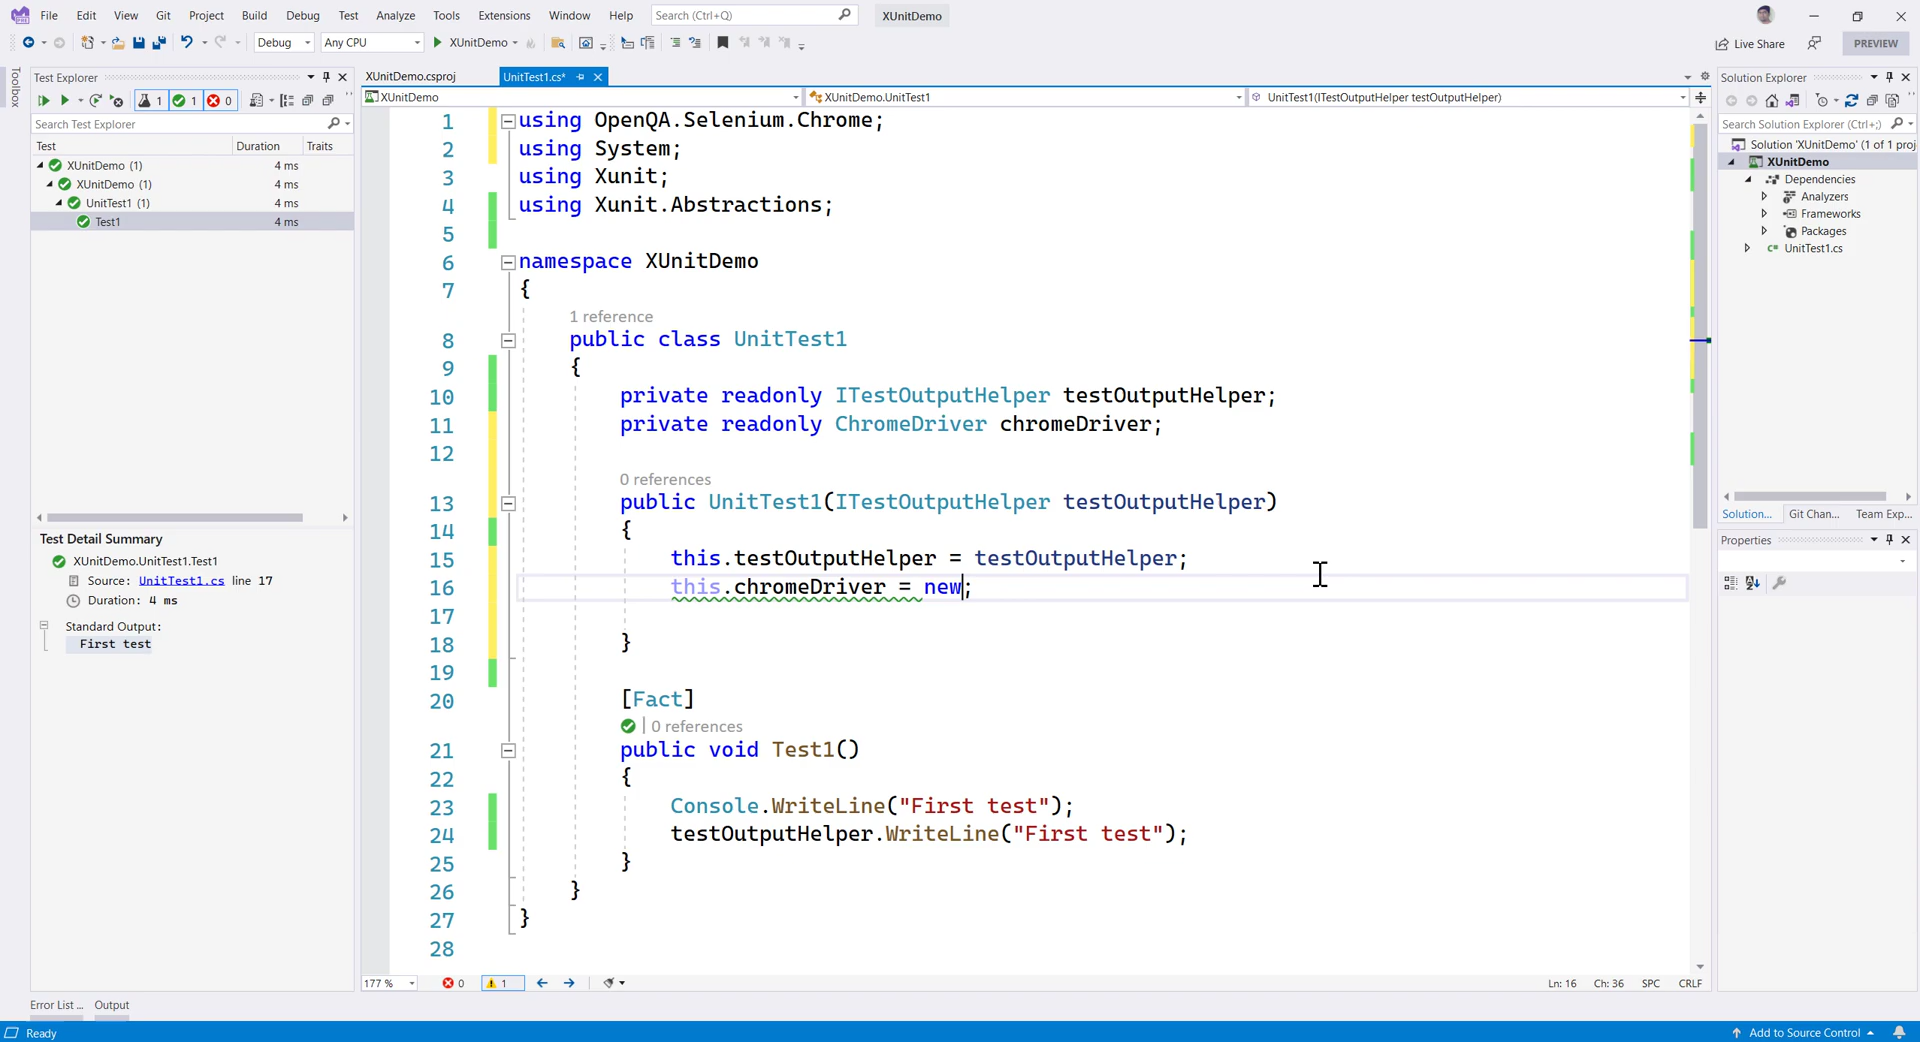 File Edit View Git Project Build Debug Test Analyze Tools Extensions Window Help Search (Ctrl+Q) XUnitDemo
Debug Any CPU XUnitDemo Live Share PREVIEW
Toolbox
Test Explorer
1 1 0
Search Test Explorer
Test Duration Traits
XUnitDemo (1) 4 ms
XUnitDemo (1) 4 ms
UnitTest1 (1) 4 ms
Test1 4 ms
Test Detail Summary
XUnitDemo.UnitTest1.Test1
Source: UnitTest1.cs line 17
Duration: 4 ms
Standard Output:
First test
XUnitDemo.csproj UnitTest1.cs*
XUnitDemo XUnitDemo.UnitTest1 UnitTest1(ITestOutputHelper testOutputHelper)
1 using OpenQA.Selenium.Chrome;
2 using System;
3 using Xunit;
4 using Xunit.Abstractions;
5
6 namespace XUnitDemo
7 {
1 reference
8 public class UnitTest1
9 {
10 private readonly ITestOutputHelper testOutputHelper;
11 private readonly ChromeDriver chromeDriver;
12
0 references
13 public UnitTest1(ITestOutputHelper testOutputHelper)
14 {
15 this.testOutputHelper = testOutputHelper;
16 this.chromeDriver = new;
17
18 }
19
20 [Fact]
0 references
21 public void Test1()
22 {
23 Console.WriteLine("First test");
24 testOutputHelper.WriteLine("First test");
25 }
26 }
27 }
28
177 % 0 1 Ln: 16 Ch: 36 SPC CRLF
Solution Explorer
Search Solution Explorer (Ctrl+;)
Solution 'XUnitDemo' (1 of 1 proj
XUnitDemo
Dependencies
Analyzers
Frameworks
Packages
UnitTest1.cs
Solution... Git Chan... Team Exp...
Properties
Error List ... Output
Ready Add to Source Control